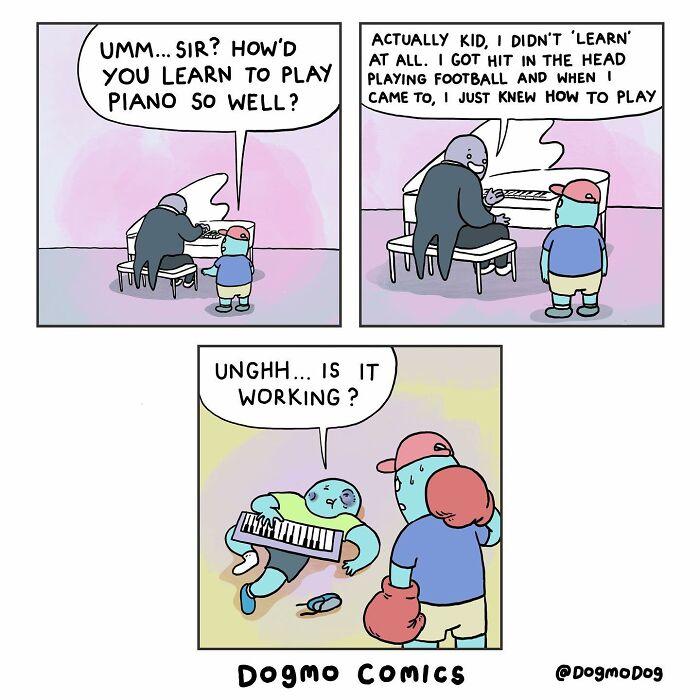 UMM... SIR? HOW'D
YOU LEARN TO PLAY
PIANO SO WELL?
ACTUALLY KID, I DIDN'T 'LEARN'
AT ALL. I GOT HIT IN THE HEAD
PLAYING FOOTBALL AND WHEN I
CAME TO, I JUST KNEW HOW TO PLAY
UNGHH... IS IT
WORKING?
DOgMO COMICS
@DOgMODOg